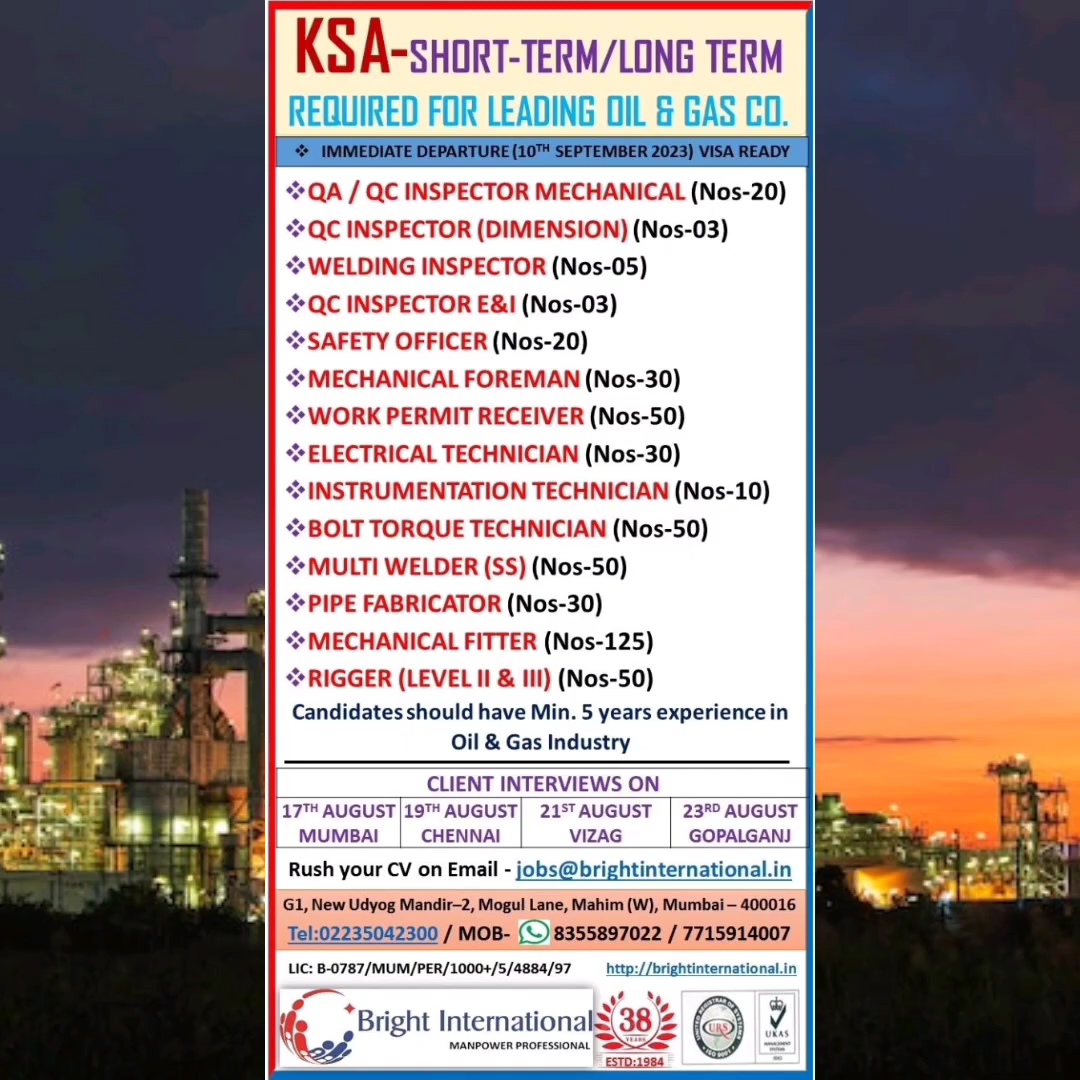 KSA-SHORT-TERM/LONG TERM
REQUIRED FOR LEADING OIL & GAS CO.
❖ IMMEDIATE DEPARTURE (10TH SEPTEMBER 2023) VISA READY
❖QA / QC INSPECTOR MECHANICAL (Nos-20)
❖QC INSPECTOR (DIMENSION) (Nos-03)
❖WELDING INSPECTOR (Nos-05)
❖QC INSPECTOR E&I (Nos-03)
❖SAFETY OFFICER (Nos-20)
❖MECHANICAL FOREMAN (Nos-30)
❖WORK PERMIT RECEIVER (Nos-50)
❖ELECTRICAL TECHNICIAN (Nos-30)
❖INSTRUMENTATION TECHNICIAN (Nos-10)
❖BOLT TORQUE TECHNICIAN (Nos-50)
❖MULTI WELDER (SS) (Nos-50)
❖PIPE FABRICATOR (Nos-30)
❖MECHANICAL FITTER (Nos-125)
❖RIGGER (LEVEL II & III) (Nos-50)
Candidates should have Min. 5 years experience in
Oil & Gas Industry
CLIENT INTERVIEWS ON
17TH AUGUST MUMBAI
19TH AUGUST CHENNAI
21ST AUGUST VIZAG
23RD AUGUST GOPALGANJ
Rush your CV on Email - jobs@brightinternational.in
G1, New Udyog Mandir–2, Mogul Lane, Mahim (W), Mumbai – 400016
Tel:02235042300 / MOB- 8355897022 / 7715914007
LIC: B-0787/MUM/PER/1000+/5/4884/97 http://brightinternational.in
Bright International
MANPOWER PROFESSIONAL
38
YEARS
ESTD:1984
URS
ISO 9001
UKAS
MANAGEMENT
SYSTEMS